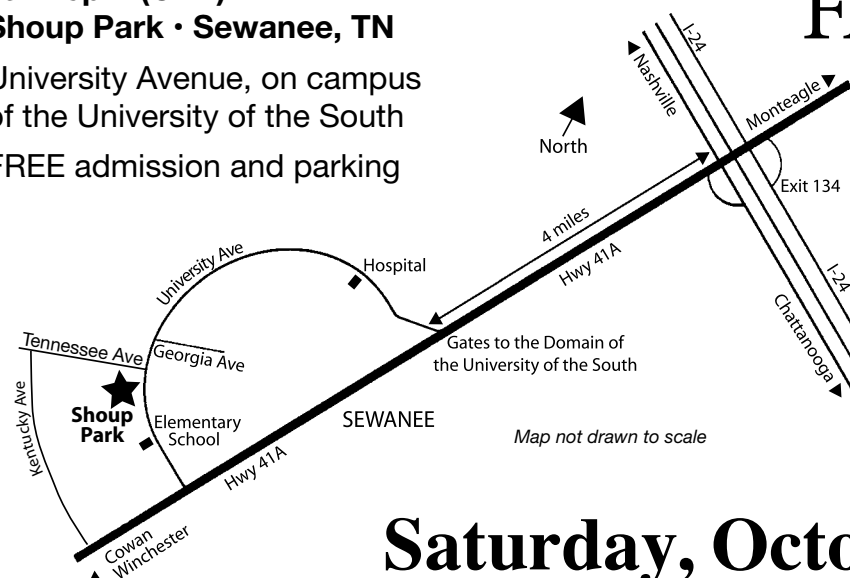 Shoup Park • Sewanee, TN
University Avenue, on campus
of the University of the South
FREE admission and parking
I-24
Nashville
Monteagle
North
Exit 134
4 miles
Hwy 41A
University Ave
Hospital
I-24
Chattanooga
Gates to the Domain of
the University of the South
Tennessee Ave
Georgia Ave
Kentucky Ave
Shoup
Park
Elementary
School
SEWANEE
Map not drawn to scale
Hwy 41A
Cowan
Winchester
Saturday, Octo